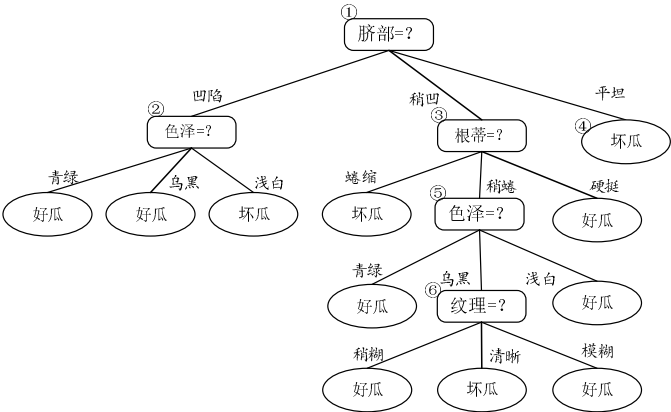 ①
脐部=?
凹陷
稍凹
平坦
②
色泽=?
③
根蒂=?
④
坏瓜
青绿
乌黑
浅白
蜷缩
稍蜷
硬挺
好瓜
好瓜
坏瓜
坏瓜
⑤
色泽=?
好瓜
青绿
乌黑
浅白
好瓜
⑥
纹理=?
好瓜
稍糊
清晰
模糊
好瓜
坏瓜
好瓜